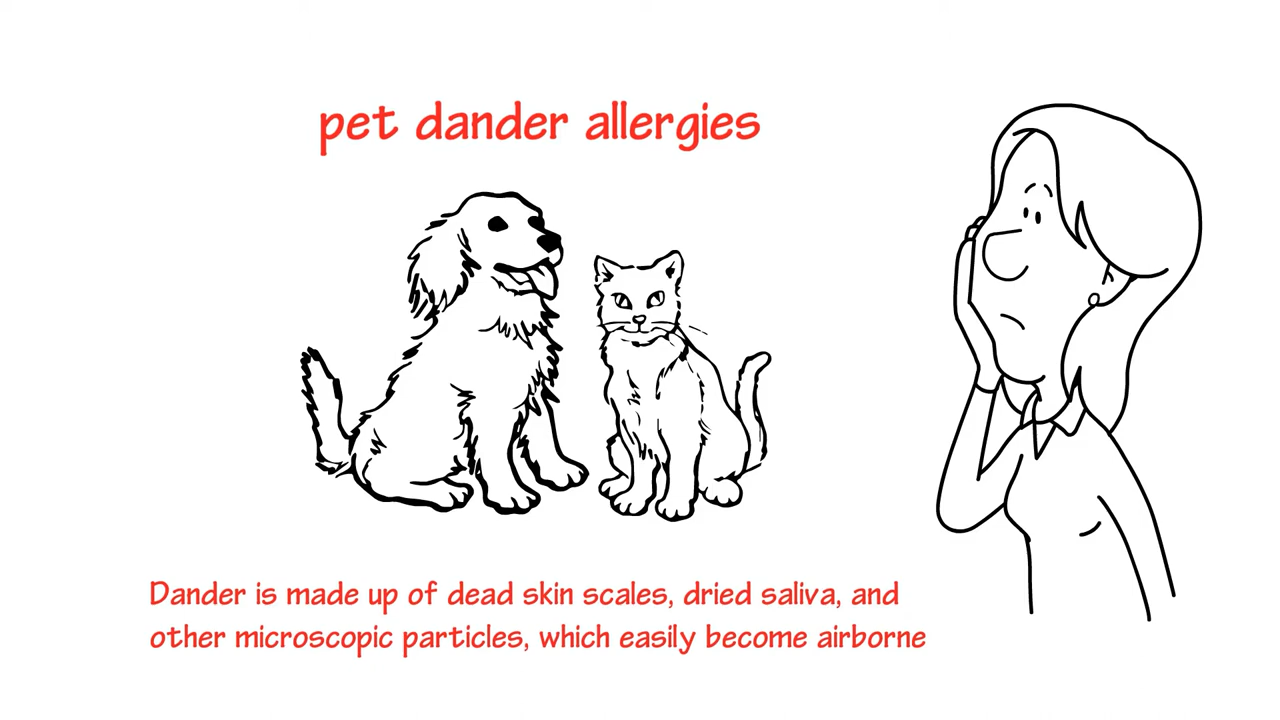 pet dander allergies
Dander is made up of dead skin scales, dried saliva, and
other microscopic particles, which easily become airborne